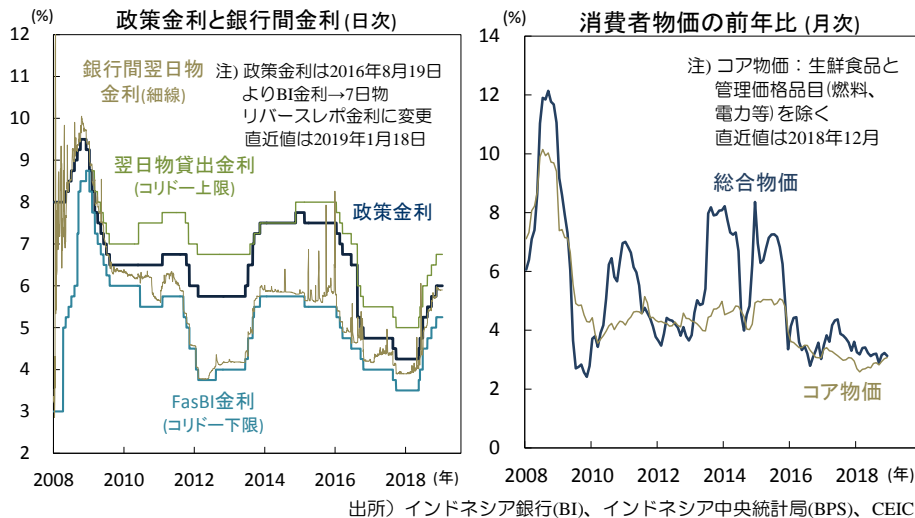 政策金利と銀行間金利 (日次)
(%)
12
11
10
9
8
7
6
5
4
3
2
銀行間翌日物
金利(細線)
注) 政策金利は2016年8月19日
よりBI金利→7日物
リバースレポ金利に変更
直近値は2019年1月18日
翌日物貸出金利
(コリドー上限)
政策金利
FasBI金利
(コリドー下限)
2008 2010 2012 2014 2016 2018 (年)
消費者物価の前年比 (月次)
(%)
14
12
10
8
6
4
2
0
注) コア物価：生鮮食品と
管理価格品目(燃料、
電力等)を除く
直近値は2018年12月
総合物価
コア物価
2008 2010 2012 2014 2016 2018 (年)
出所）インドネシア銀行(BI)、インドネシア中央統計局(BPS)、CEIC